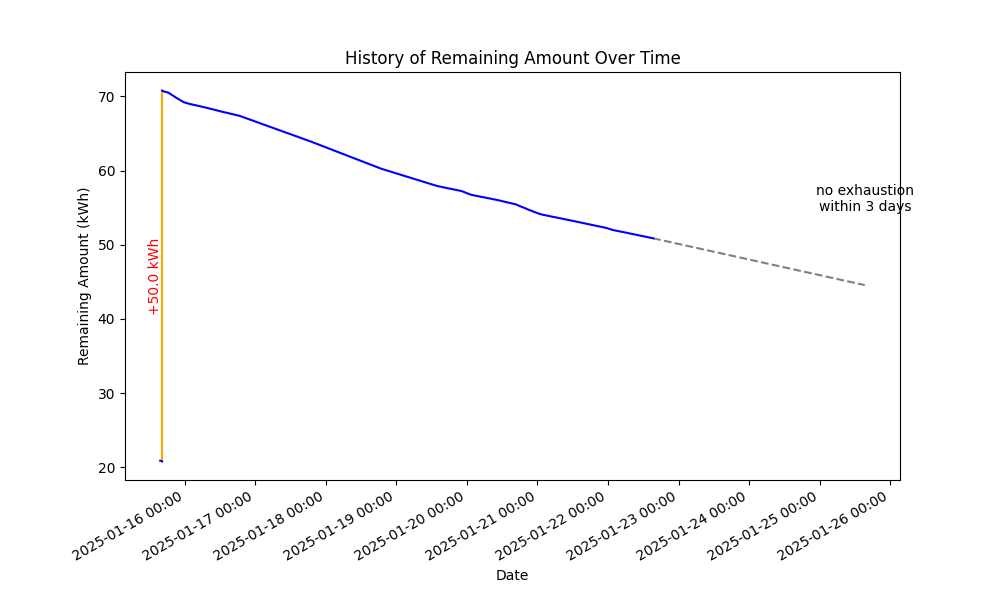 History of Remaining Amount Over Time
70
60
50
40
30
20
Remaining Amount (kWh)
+50.0 kWh
no exhaustion
within 3 days
2025-01-16 00:00
2025-01-17 00:00
2025-01-18 00:00
2025-01-19 00:00
2025-01-20 00:00
2025-01-21 00:00
2025-01-22 00:00
2025-01-23 00:00
2025-01-24 00:00
2025-01-25 00:00
2025-01-26 00:00
Date